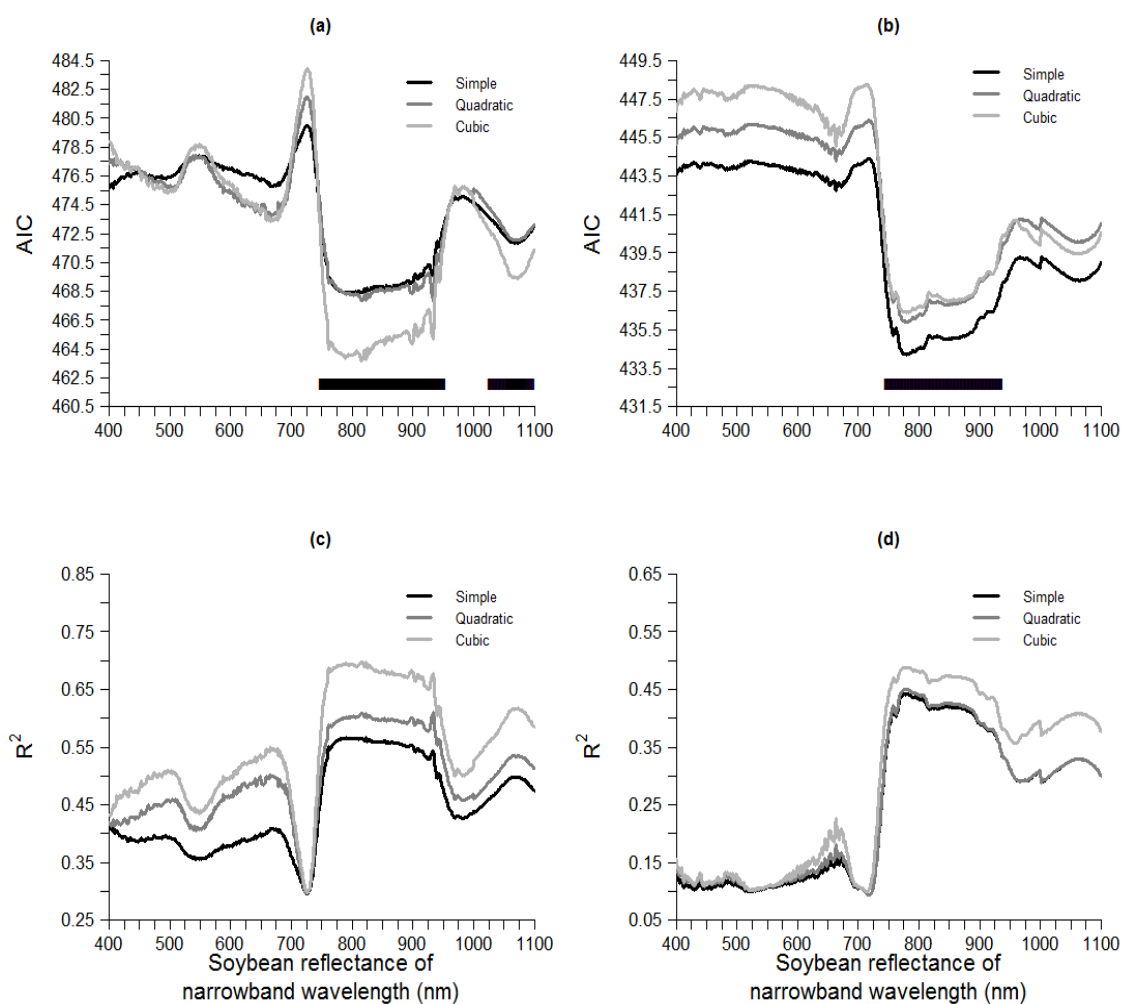 (a)
484.5
482.5
480.5
478.5
476.5
474.5
472.5
470.5
468.5
466.5
464.5
462.5
460.5
AIC
Simple
Quadratic
Cubic
400 500 600 700 800 900 1000 1100
(b)
449.5
447.5
445.5
443.5
441.5
439.5
437.5
435.5
433.5
431.5
AIC
Simple
Quadratic
Cubic
400 500 600 700 800 900 1000 1100
(c)
0.85
0.75
0.65
0.55
0.45
0.35
0.25
R²
Simple
Quadratic
Cubic
400 500 600 700 800 900 1000 1100
Soybean reflectance of
narrowband wavelength (nm)
(d)
0.65
0.55
0.45
0.35
0.25
0.15
0.05
R²
Simple
Quadratic
Cubic
400 500 600 700 800 900 1000 1100
Soybean reflectance of
narrowband wavelength (nm)